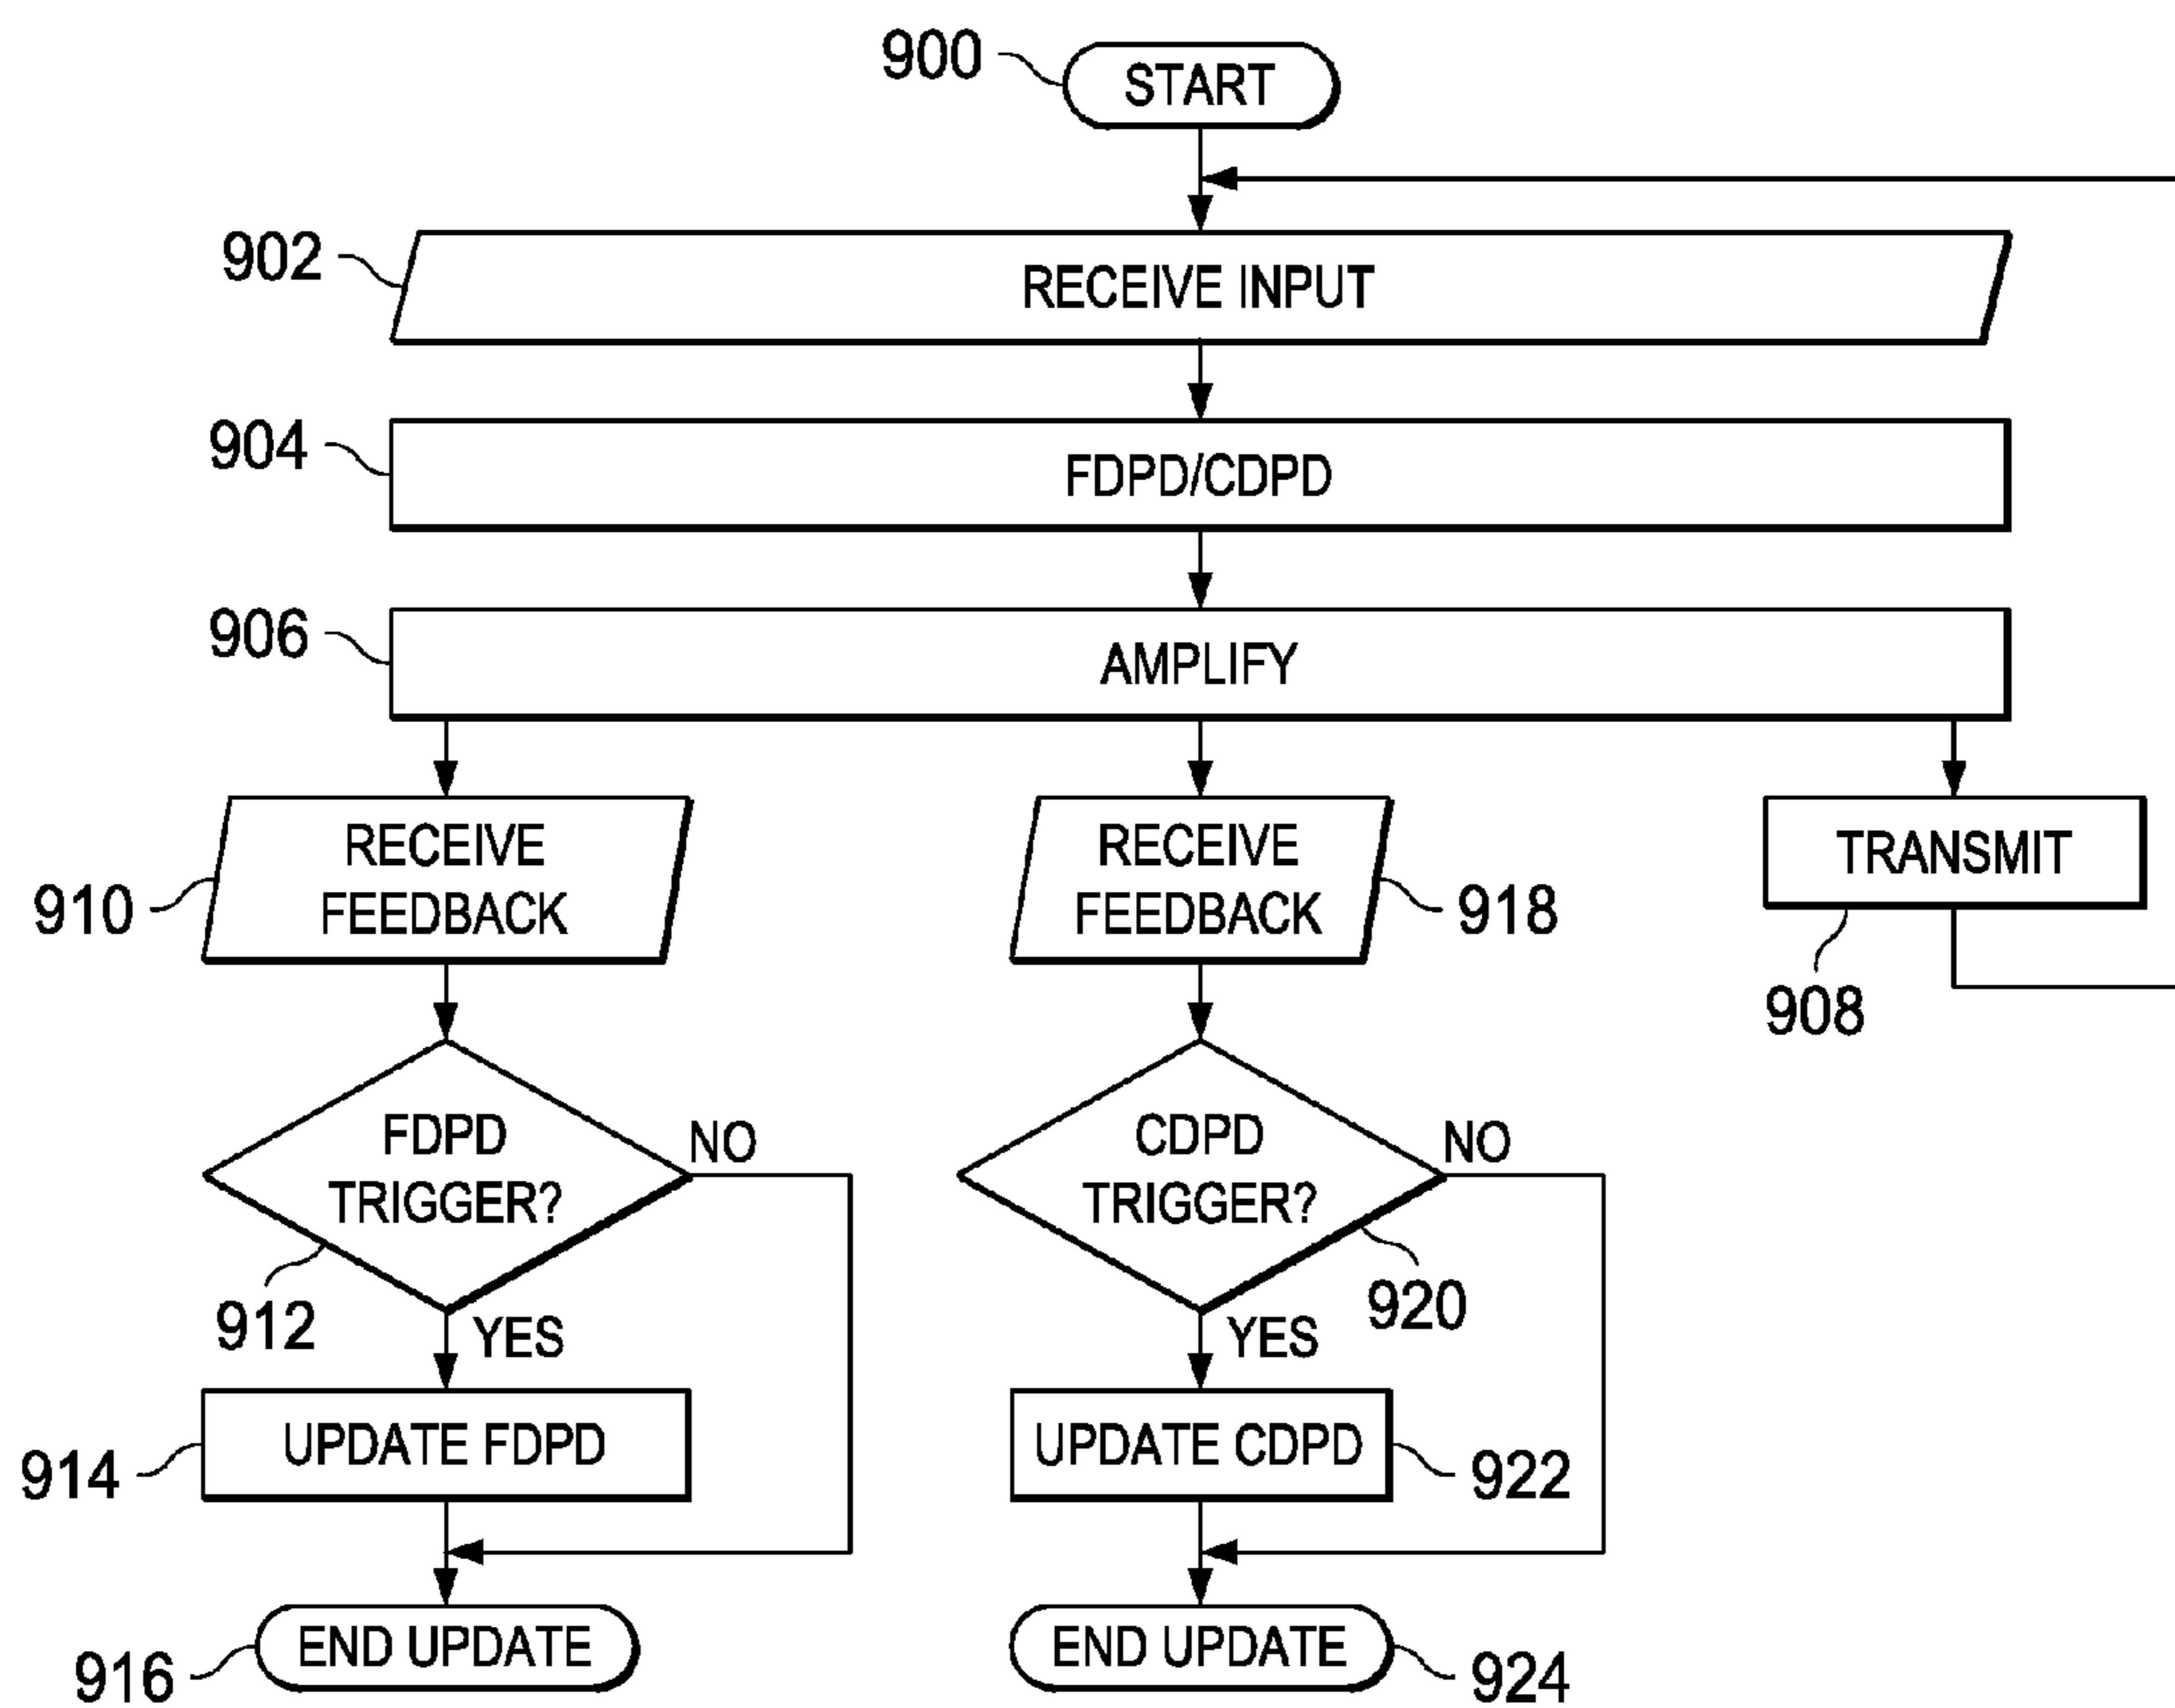 900
START
902
RECEIVE INPUT
904
FDPD/CDPD
906
AMPLIFY
910
RECEIVE
FEEDBACK
RECEIVE
FEEDBACK
918
TRANSMIT
908
FDPD
TRIGGER?
NO
912
YES
CDPD
TRIGGER?
NO
920
YES
914
UPDATE FDPD
UPDATE CDPD
922
916
END UPDATE
END UPDATE
924